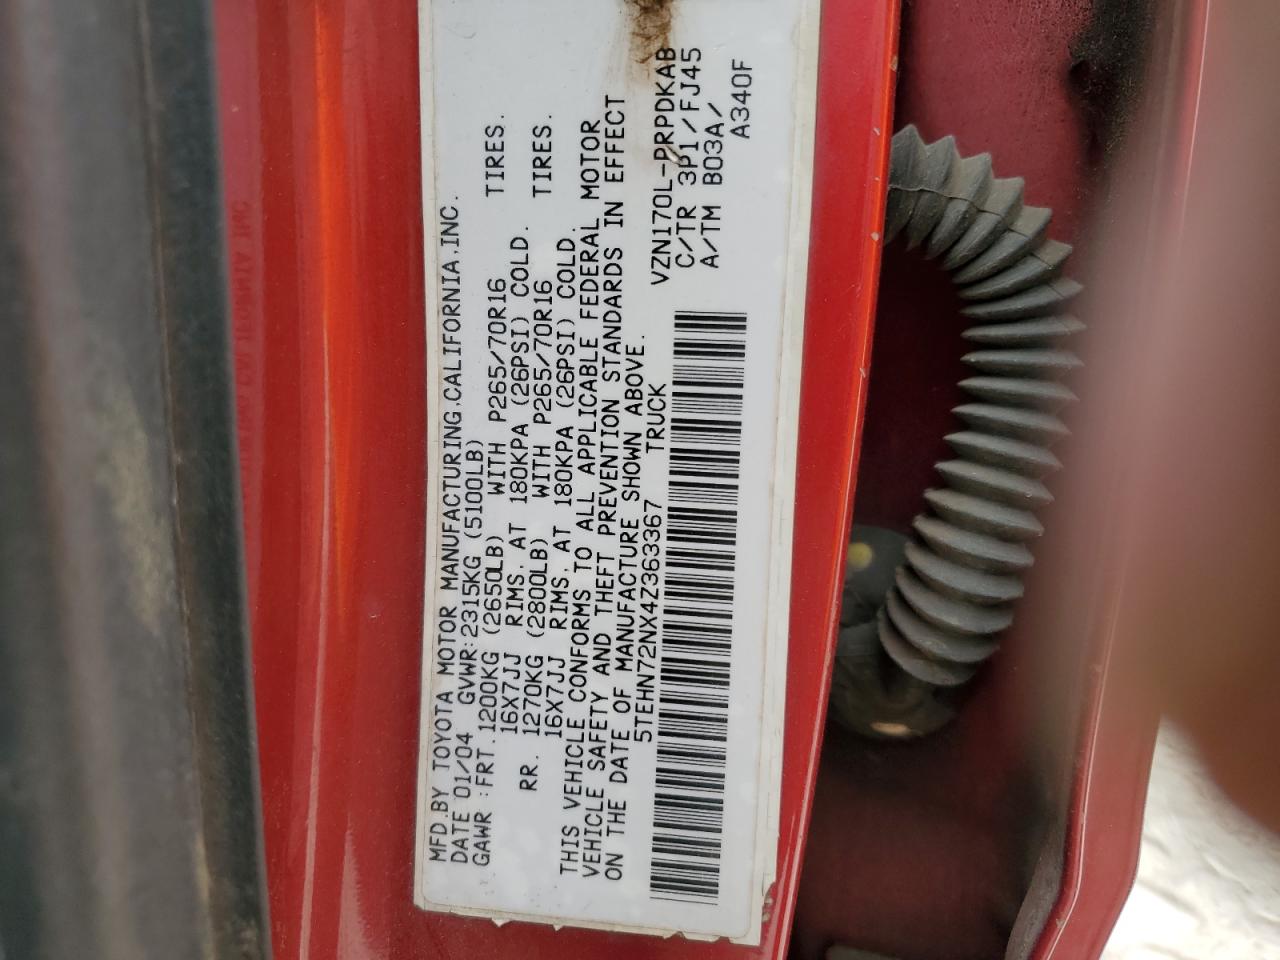 MFD.BY TOYOTA MOTOR MANUFACTURING.CALIFORNIA.INC.
DATE 01/04 GVWR:2315KG (5100LB)
GAWR :FRT.1200KG (2650LB) WITH P265/70R16 TIRES.
16X7JJ RIMS.AT 180KPA (26PSI) COLD.
RR. 1270KG (2800LB) WITH P265/70R16 TIRES.
16X7JJ RIMS.AT 180KPA (26PSI) COLD.
THIS VEHICLE CONFORMS TO ALL APPLICABLE FEDERAL MOTOR
VEHICLE SAFETY AND THEFT PREVENTION STANDARDS IN EFFECT
ON THE DATE OF MANUFACTURE SHOWN ABOVE.
5TEHN72NX4Z363367 TRUCK
VZN170L-PRPDKAB
C/TR 3P1/FJ45
A/TM B03A/
A340F